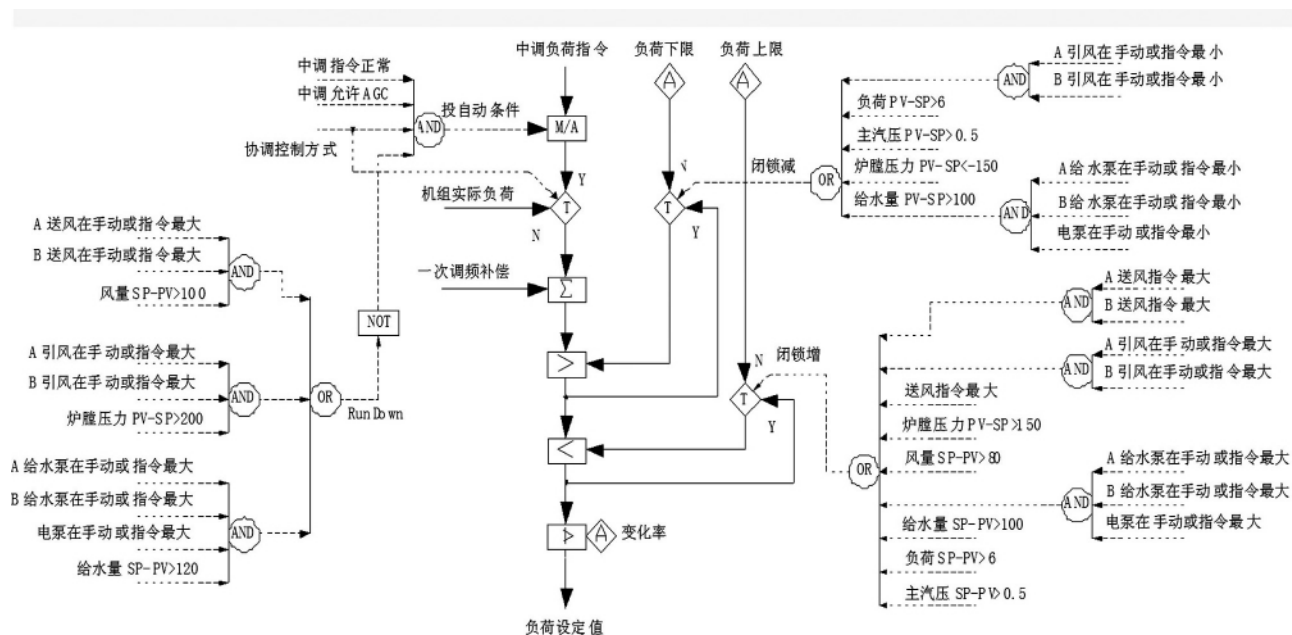 中调负荷指令
负荷下限
负荷上限
A
A
中调指令正常
中调允许AGC
协调控制方式
AND
投自动条件
M/A
机组实际负荷
Y
T
N
一次调频补偿
Σ
>
<
A
变化率
负荷设定值
N
T
Y
闭锁减
N
T
Y
闭锁增
A送风在手动或指令最大
B送风在手动或指令最大
风量SP-PV>100
AND
A引风在手动或指令最大
B引风在手动或指令最大
炉膛压力PV-SP>200
AND
A给水泵在手动或指令最大
B给水泵在手动或指令最大
电泵在手动或指令最大
给水量SP-PV>120
AND
OR
NOT
RunDown
A引风在手动或指令最小
B引风在手动或指令最小
AND
负荷PV-SP>6
主汽压PV-SP>0.5
炉膛压力PV-SP<-150
给水量PV-SP>100
OR
A给水泵在手动或指令最小
B给水泵在手动或指令最小
电泵在手动或指令最小
AND
A送风指令最大
B送风指令最大
AND
A引风在手动或指令最大
B引风在手动或指令最大
AND
送风指令最大
炉膛压力PV-SP>150
风量SP-PV>80
OR
A给水泵在手动或指令最大
B给水泵在手动或指令最大
电泵在手动或指令最大
AND
给水量SP-PV>100
负荷SP-PV>6
主汽压SP-PV>0.5